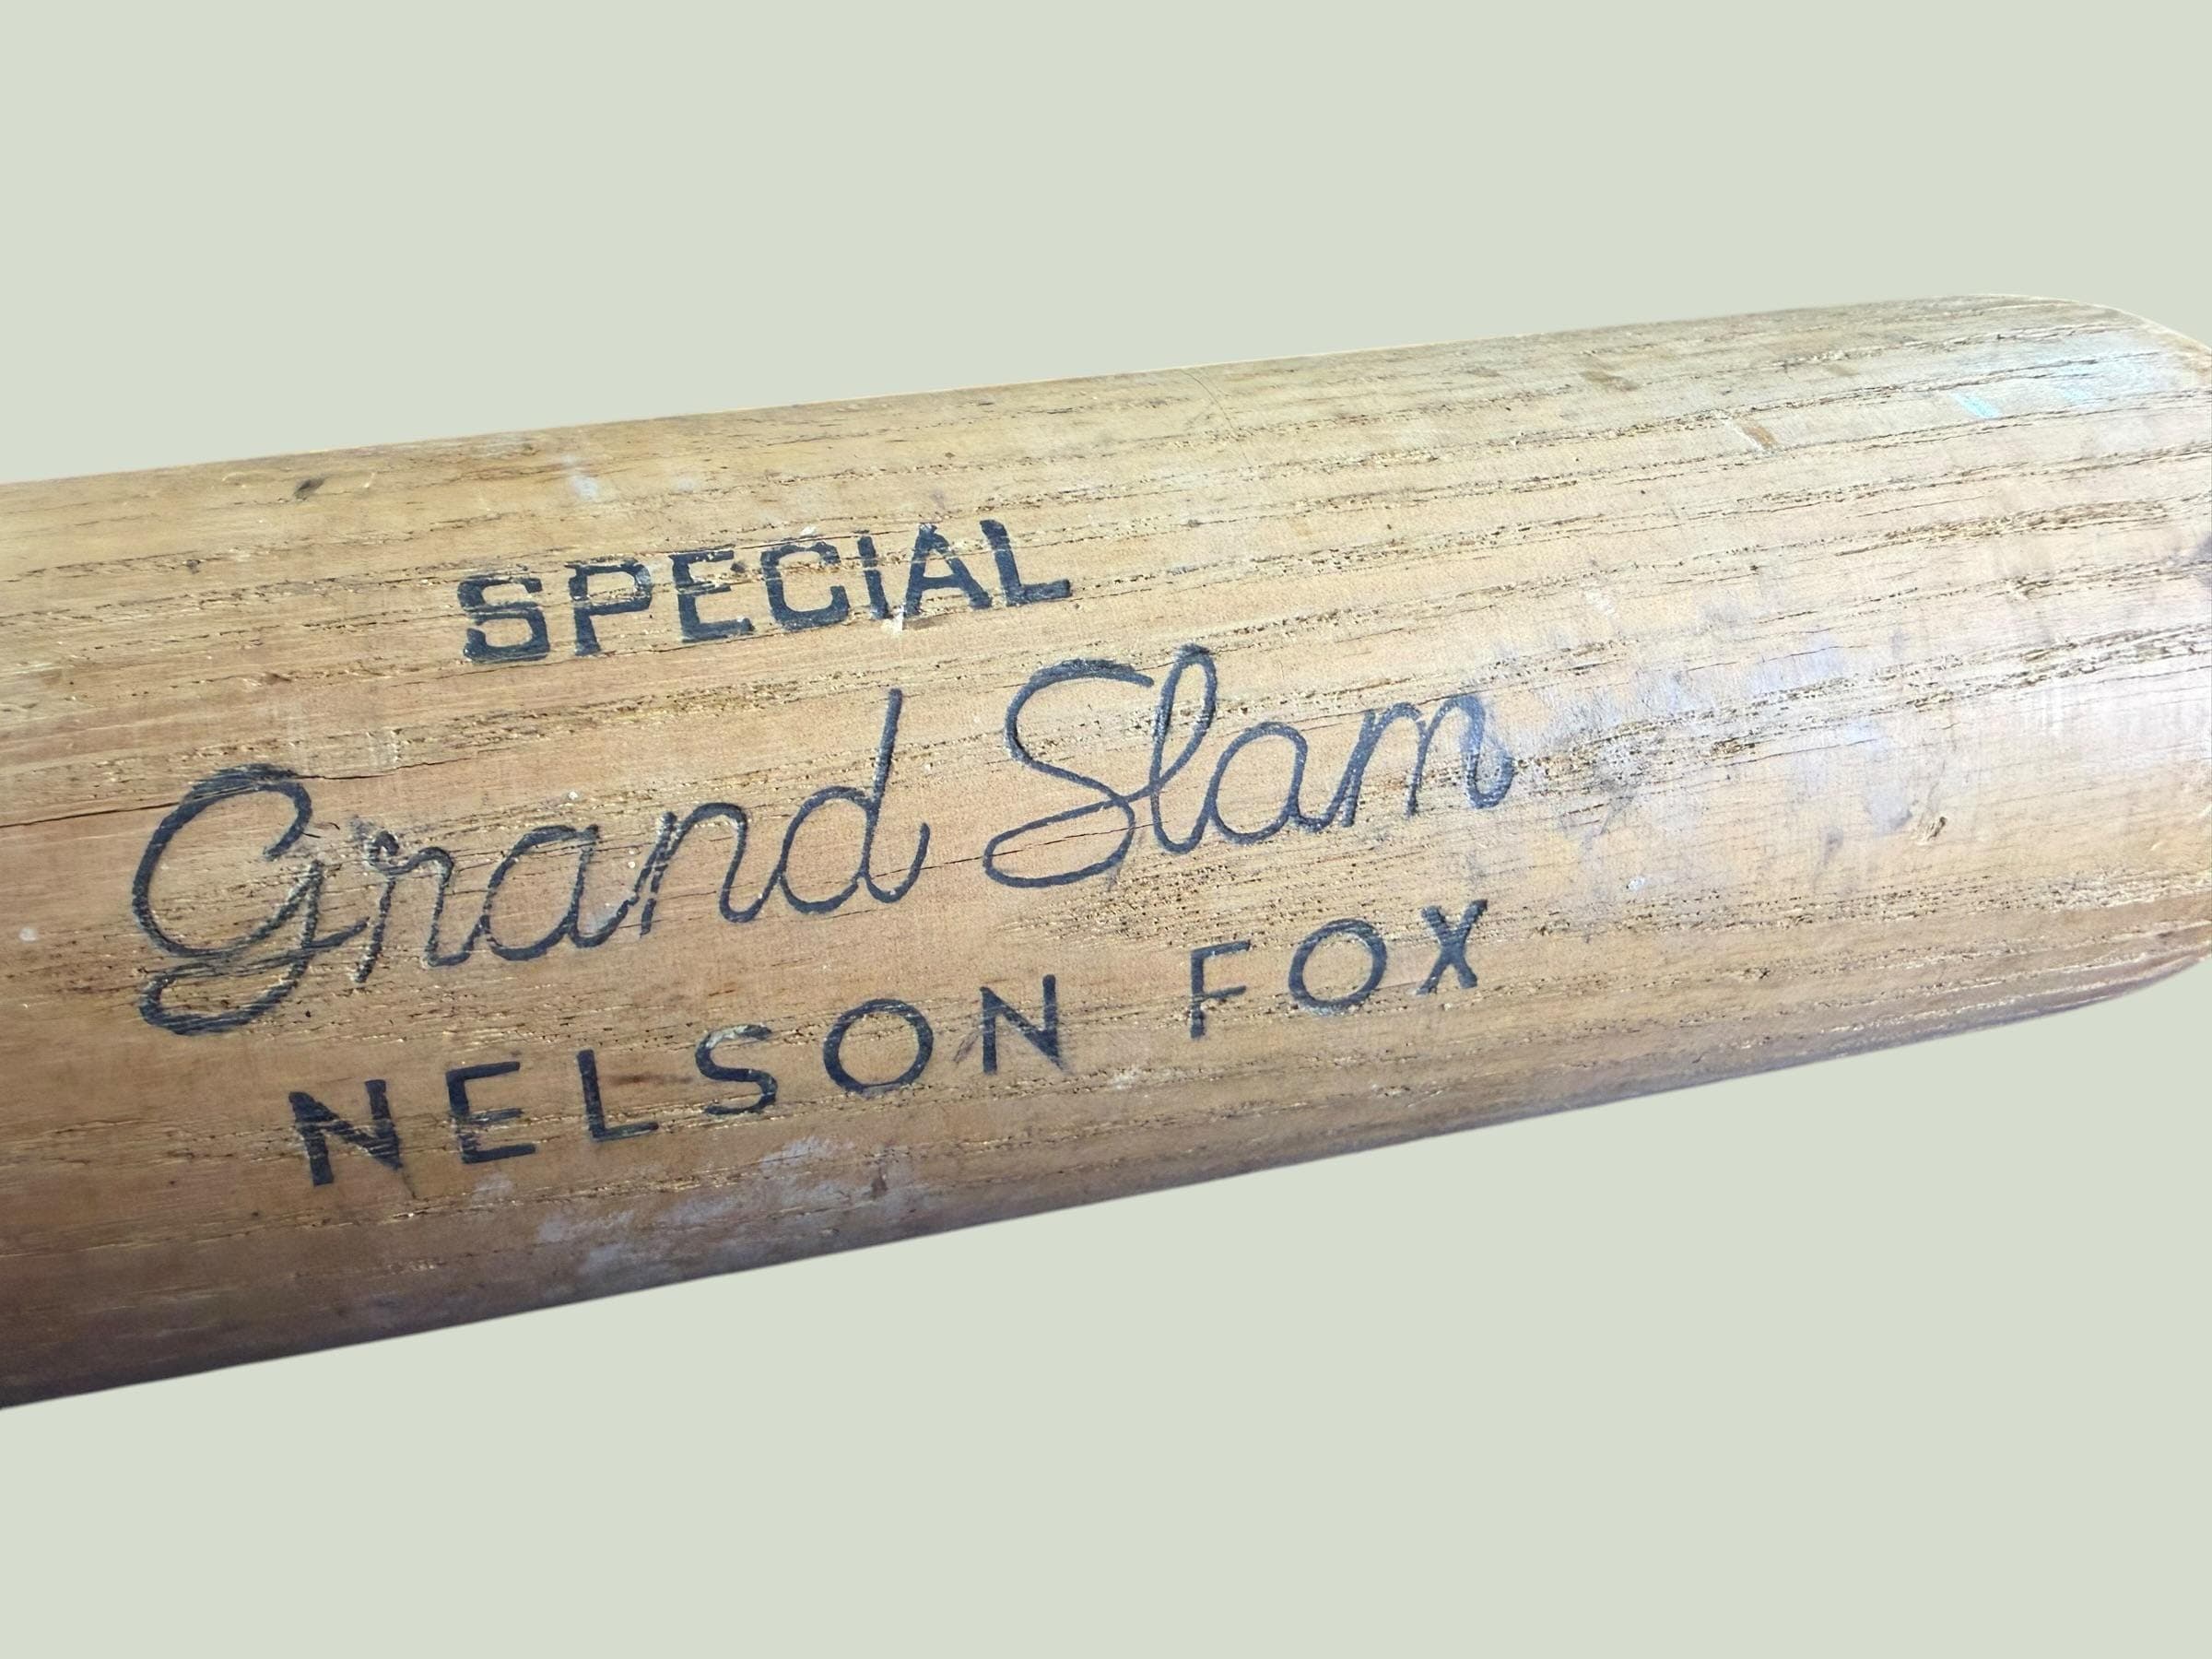 SPECIAL
Grand Slam
NELSON FOX